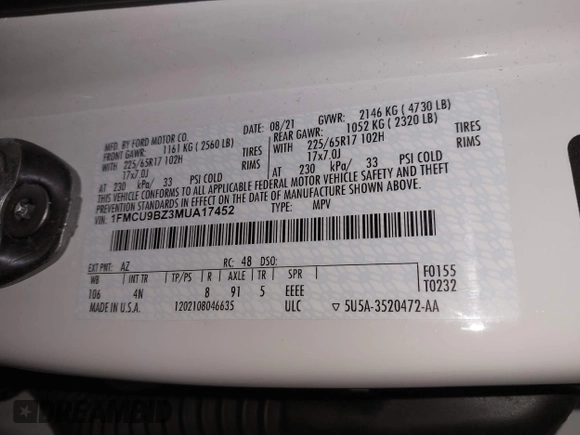 MFD. BY FORD MOTOR CO.
08/21 GVWR: 2146 KG ( 4730 LB)
FRONT GAWR: 1161 KG ( 2560 LB)
REAR GAWR: 1052 KG ( 2320 LB)
WITH 225/65R17 102H TIRES
WITH 225/65R17 102H TIRES
17x7.0J RIMS
17x7.0J RIMS
AT 230 kPa/ 33 PSI COLD
AT 230 kPa/ 33 PSI COLD
THIS VEHICLE CONFORMS TO ALL APPLICABLE FEDERAL MOTOR VEHICLE SAFETY AND THEFT
PREVENTION STANDARDS IN EFFECT ON THE DATE OF MANUFACTURE SHOWN ABOVE.
1FMCU9BZ3MUA17452 TYPE: MPV
EXT PNT: AZ RC: 48 DSO: F0155
WB INT TR TP/PS R AXLE TR SPR T0232
106 4N 8 91 5 EEEE
MADE IN U.S.A. 1202108046635 ULC ▽ 5U5A-3520472-AA
DREAMBID